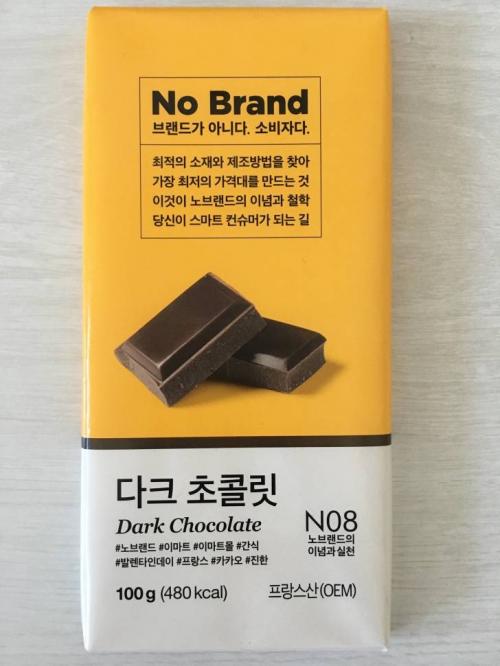 No Brand
브랜드가 아니다. 소비자다.
최적의 소재와 제조방법을 찾아
가장 최저의 가격대를 만드는 것
이것이 노브랜드의 이념과 철학
당신이 스마트 컨슈머가 되는 길
다크 초콜릿
Dark Chocolate
#노브랜드 #이마트 #이마트몰 #간식
#발렌타인데이 #프랑스 #카카오 #진한
100 g (480 kcal)
N08
노브랜드의
이념과 실천
프랑스산(OEM)